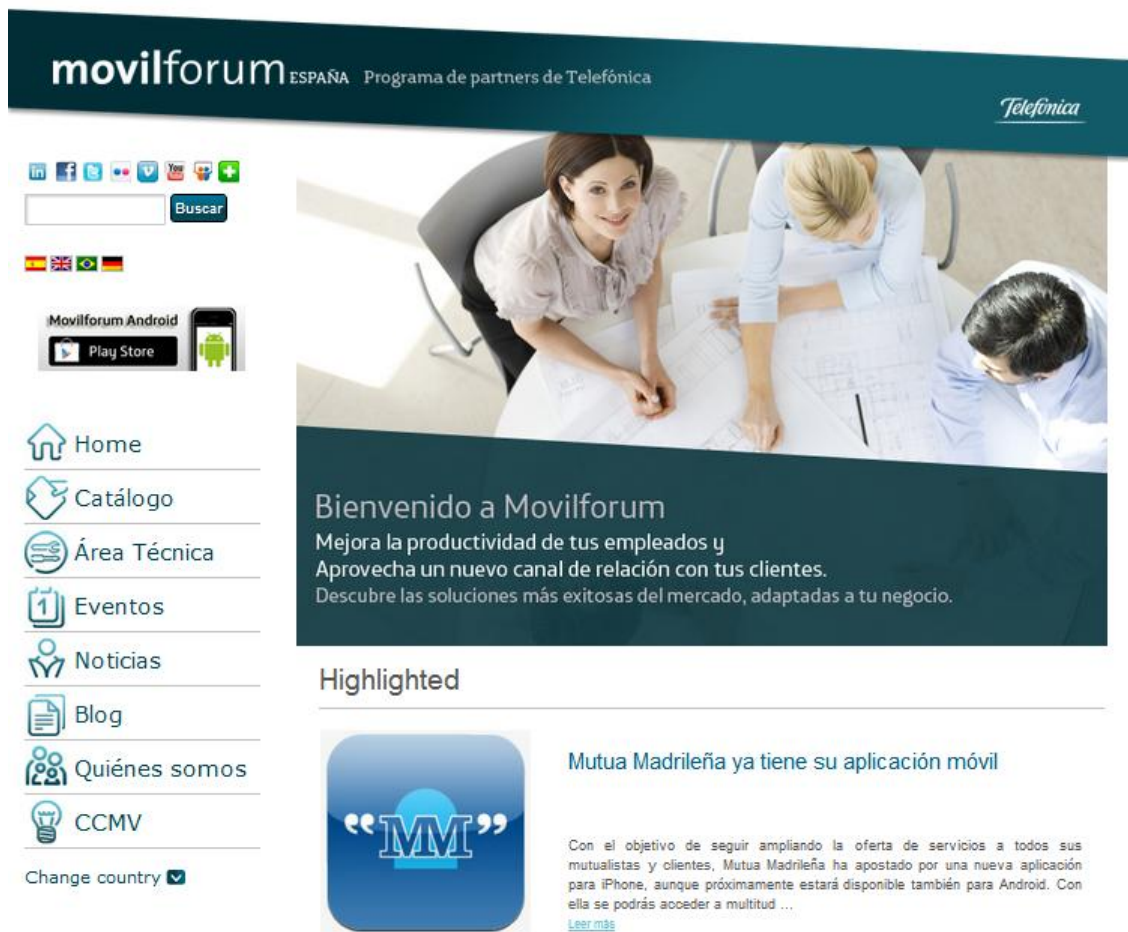 movilforum ESPAÑA Programa de partners de Telefónica
Telefónica
in f t v You +
Buscar
Movilforum Android
Play Store
Home
Catálogo
Área Técnica
1 Eventos
Noticias
Blog
Quiénes somos
CCMV
Change country
Bienvenido a Movilforum
Mejora la productividad de tus empleados y
Aprovecha un nuevo canal de relación con tus clientes.
Descubre las soluciones más exitosas del mercado, adaptadas a tu negocio.
Highlighted
“MM”
Mutua Madrileña ya tiene su aplicación móvil
Con el objetivo de seguir ampliando la oferta de servicios a todos sus
mutualistas y clientes, Mutua Madrileña ha apostado por una nueva aplicación
para iPhone, aunque próximamente estará disponible también para Android. Con
ella se podrás acceder a multitud ...
Leer más